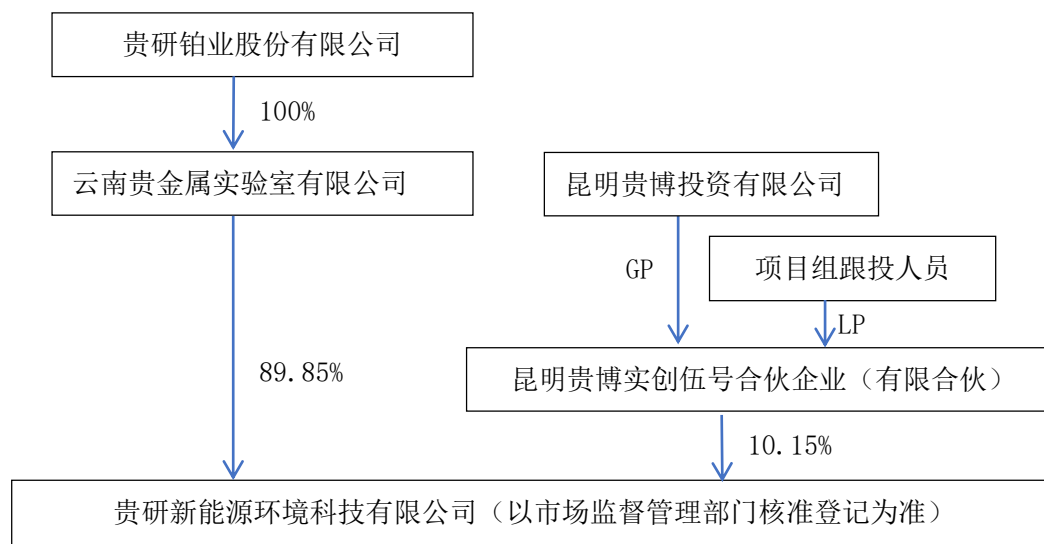 贵研铂业股份有限公司
100%
云南贵金属实验室有限公司
昆明贵博投资有限公司
GP
项目组跟投人员
LP
89.85%
昆明贵博实创伍号合伙企业（有限合伙）
10.15%
贵研新能源环境科技有限公司（以市场监督管理部门核准登记为准）